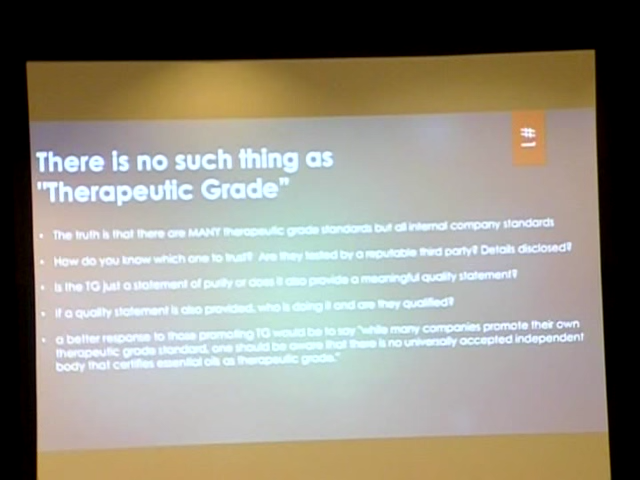 #1
There is no such thing as
"Therapeutic Grade"
• The truth is that there are MANY therapeutic grade standards but all internal company standards
• How do you know which one to trust? Are they tested by a reputable third party? Details disclosed?
• Is the TG just a statement of purity or does it also provide a meaningful quality statement?
• If a quality statement is also provided, who is doing it and are they qualified?
• a better response to those promoting TG would be to say "while many companies promote their own
therapeutic grade standard, one should be aware that there is no universally accepted independent
body that certifies essential oils as therapeutic grade."